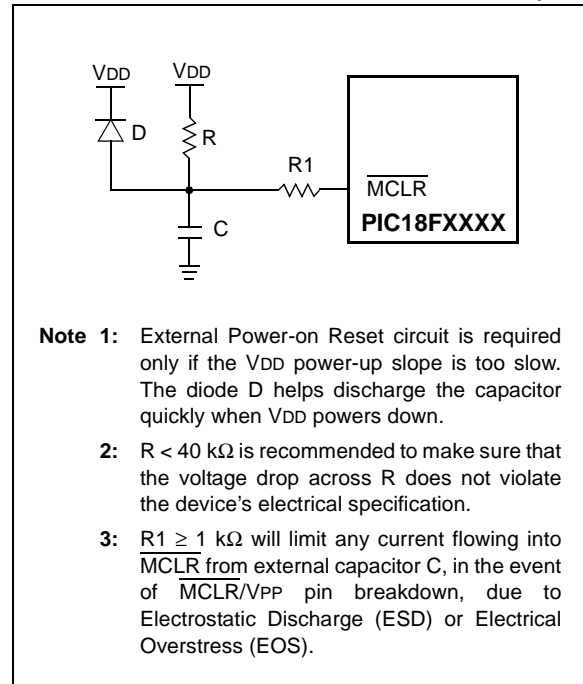 VDD VDD
D
R
R1
MCLR
PIC18FXXXX
C
Note 1: External Power-on Reset circuit is required
only if the VDD power-up slope is too slow.
The diode D helps discharge the capacitor
quickly when VDD powers down.
2: R < 40 kΩ is recommended to make sure that
the voltage drop across R does not violate
the device's electrical specification.
3: R1 ≥ 1 kΩ will limit any current flowing into
MCLR from external capacitor C, in the event
of MCLR/VPP pin breakdown, due to
Electrostatic Discharge (ESD) or Electrical
Overstress (EOS).